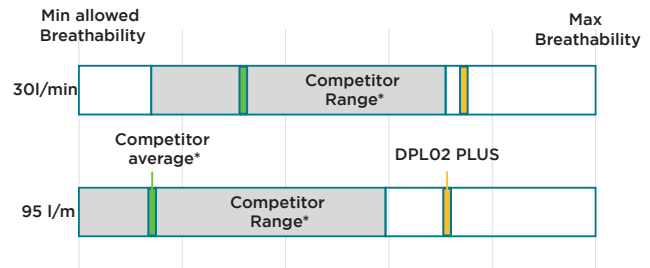 Min allowed
Breathability
Max
Breathability
30l/min
Competitor
Range*
Competitor
average*
DPL02 PLUS
95 l/m
Competitor
Range*